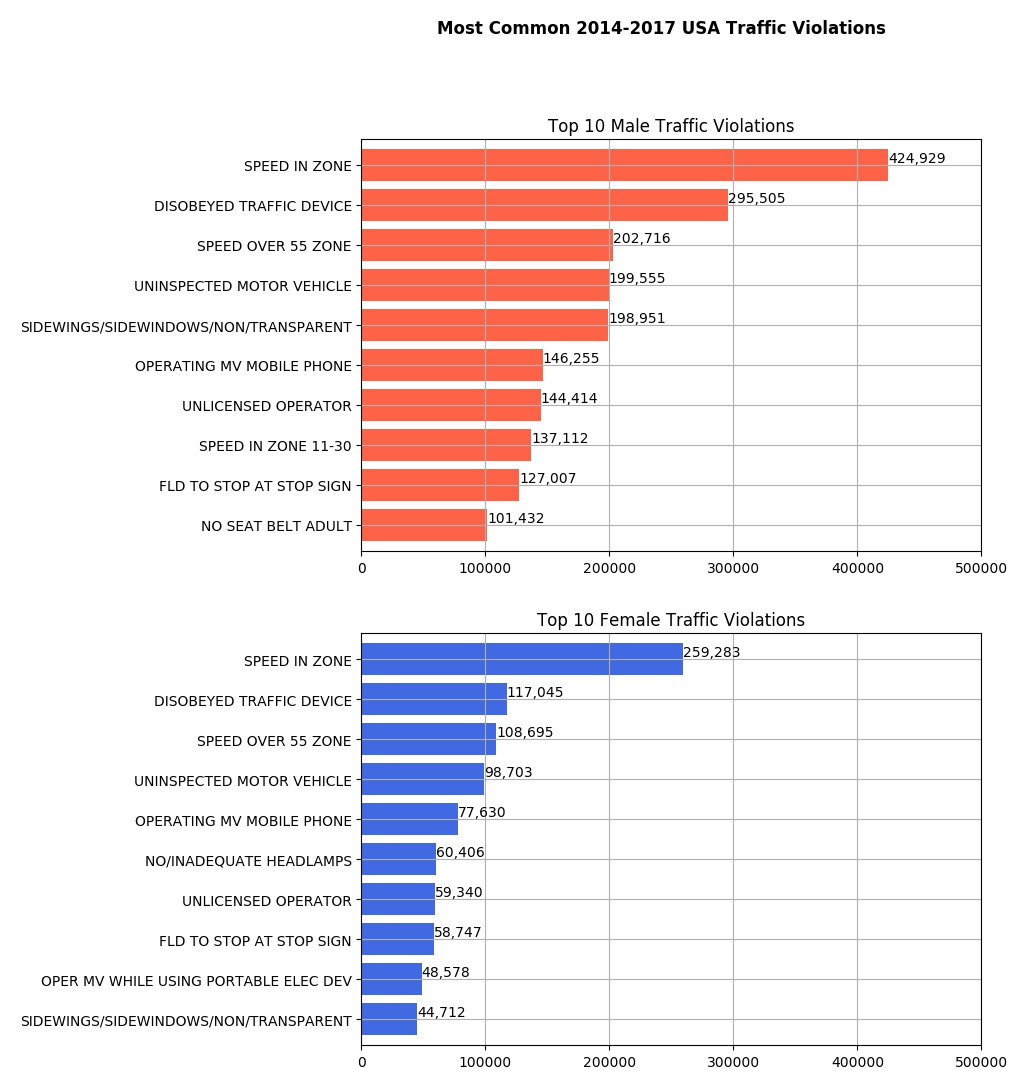 Most Common 2014-2017 USA Traffic Violations
Top 10 Male Traffic Violations
SPEED IN ZONE 424,929
DISOBEYED TRAFFIC DEVICE 295,505
SPEED OVER 55 ZONE 202,716
UNINSPECTED MOTOR VEHICLE 199,555
SIDEWINGS/SIDEWINDOWS/NON/TRANSPARENT 198,951
OPERATING MV MOBILE PHONE 146,255
UNLICENSED OPERATOR 144,414
SPEED IN ZONE 11-30 137,112
FLD TO STOP AT STOP SIGN 127,007
NO SEAT BELT ADULT 101,432
0 100000 200000 300000 400000 500000
Top 10 Female Traffic Violations
SPEED IN ZONE 259,283
DISOBEYED TRAFFIC DEVICE 117,045
SPEED OVER 55 ZONE 108,695
UNINSPECTED MOTOR VEHICLE 98,703
OPERATING MV MOBILE PHONE 77,630
NO/INADEQUATE HEADLAMPS 60,406
UNLICENSED OPERATOR 59,340
FLD TO STOP AT STOP SIGN 58,747
OPER MV WHILE USING PORTABLE ELEC DEV 48,578
SIDEWINGS/SIDEWINDOWS/NON/TRANSPARENT 44,712
0 100000 200000 300000 400000 500000